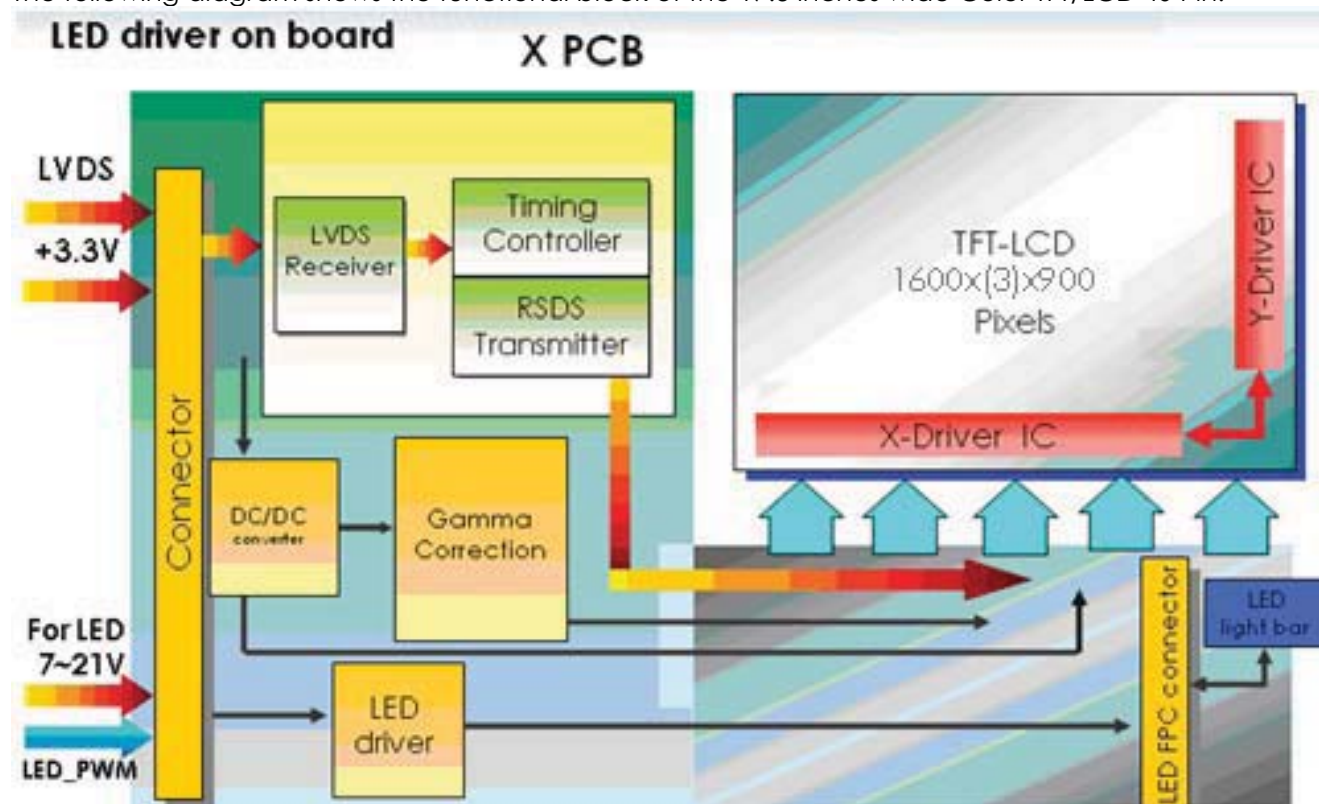 LED driver on board
X PCB
LVDS
+3.3V
For LED
7~21V
LED_PWM
Connector
LVDS
Receiver
Timing
Controller
RSDS
Transmitter
DC/DC
converter
Gamma
Correction
LED
driver
TFT-LCD
1600x(3)x900
Pixels
Y-Driver IC
X-Driver IC
LED FPC connector
LED
light bar